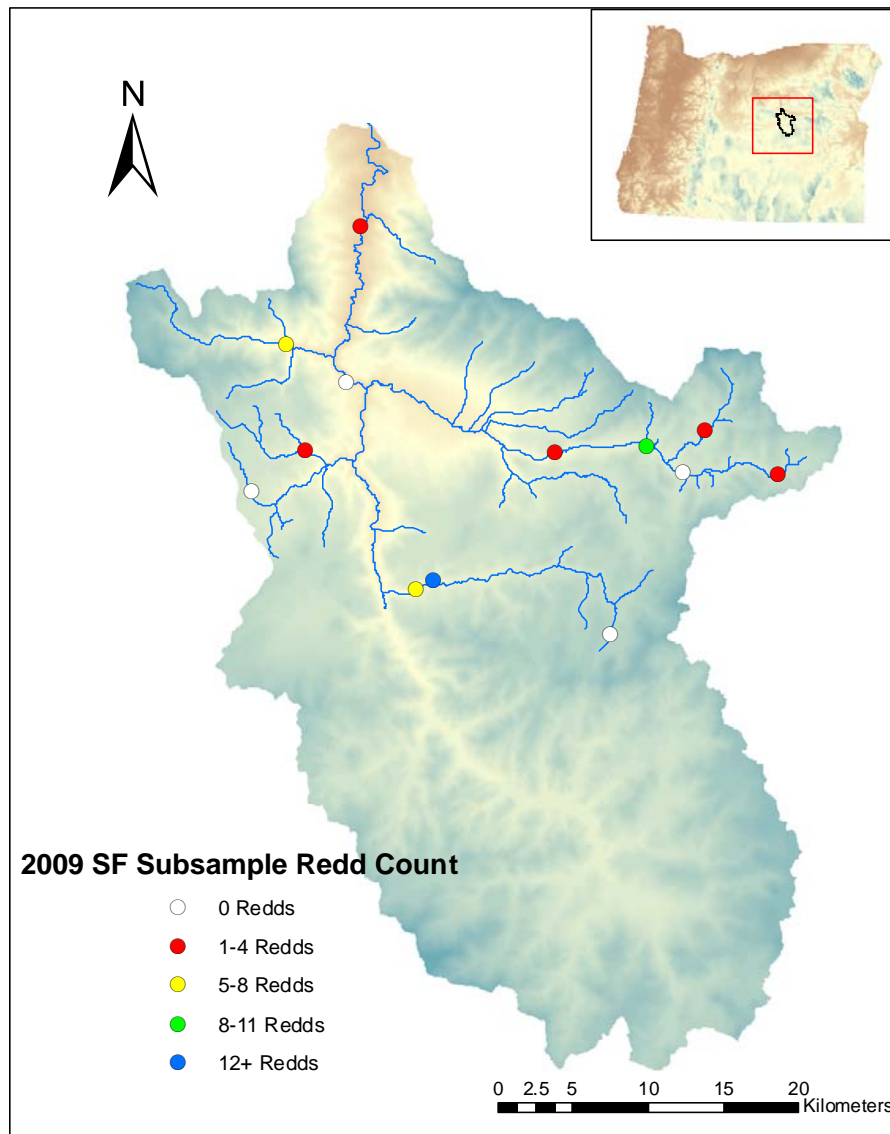 N
2009 SF Subsample Redd Count
0 Redds
1-4 Redds
5-8 Redds
8-11 Redds
12+ Redds
0 2.5 5 10 15 20
Kilometers